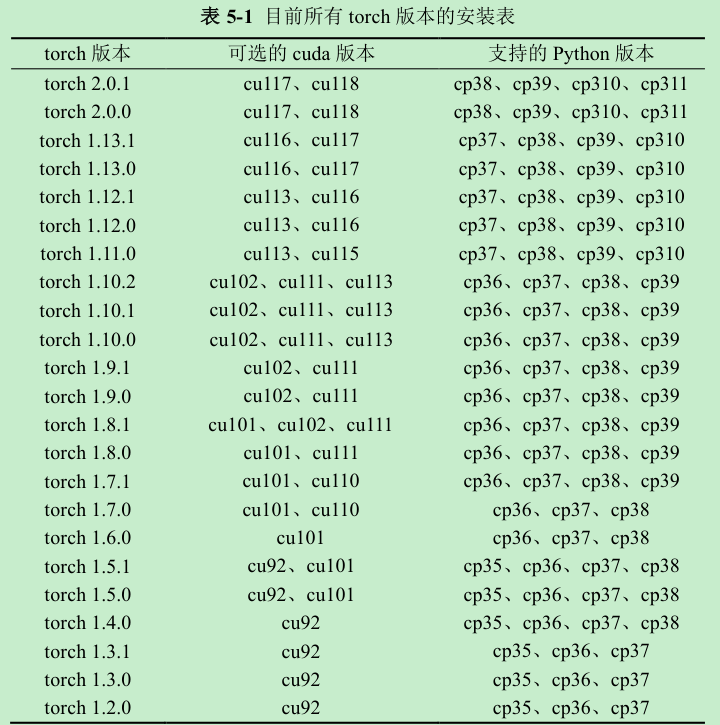 表 5-1 目前所有 torch 版本的安装表
torch 版本 可选的 cuda 版本 支持的 Python 版本
torch 2.0.1 cu117、cu118 cp38、cp39、cp310、cp311
torch 2.0.0 cu117、cu118 cp38、cp39、cp310、cp311
torch 1.13.1 cu116、cu117 cp37、cp38、cp39、cp310
torch 1.13.0 cu116、cu117 cp37、cp38、cp39、cp310
torch 1.12.1 cu113、cu116 cp37、cp38、cp39、cp310
torch 1.12.0 cu113、cu116 cp37、cp38、cp39、cp310
torch 1.11.0 cu113、cu115 cp37、cp38、cp39、cp310
torch 1.10.2 cu102、cu111、cu113 cp36、cp37、cp38、cp39
torch 1.10.1 cu102、cu111、cu113 cp36、cp37、cp38、cp39
torch 1.10.0 cu102、cu111、cu113 cp36、cp37、cp38、cp39
torch 1.9.1 cu102、cu111 cp36、cp37、cp38、cp39
torch 1.9.0 cu102、cu111 cp36、cp37、cp38、cp39
torch 1.8.1 cu101、cu102、cu111 cp36、cp37、cp38、cp39
torch 1.8.0 cu101、cu111 cp36、cp37、cp38、cp39
torch 1.7.1 cu101、cu110 cp36、cp37、cp38、cp39
torch 1.7.0 cu101、cu110 cp36、cp37、cp38
torch 1.6.0 cu101 cp36、cp37、cp38
torch 1.5.1 cu92、cu101 cp35、cp36、cp37、cp38
torch 1.5.0 cu92、cu101 cp35、cp36、cp37、cp38
torch 1.4.0 cu92 cp35、cp36、cp37、cp38
torch 1.3.1 cu92 cp35、cp36、cp37
torch 1.3.0 cu92 cp35、cp36、cp37
torch 1.2.0 cu92 cp35、cp36、cp37